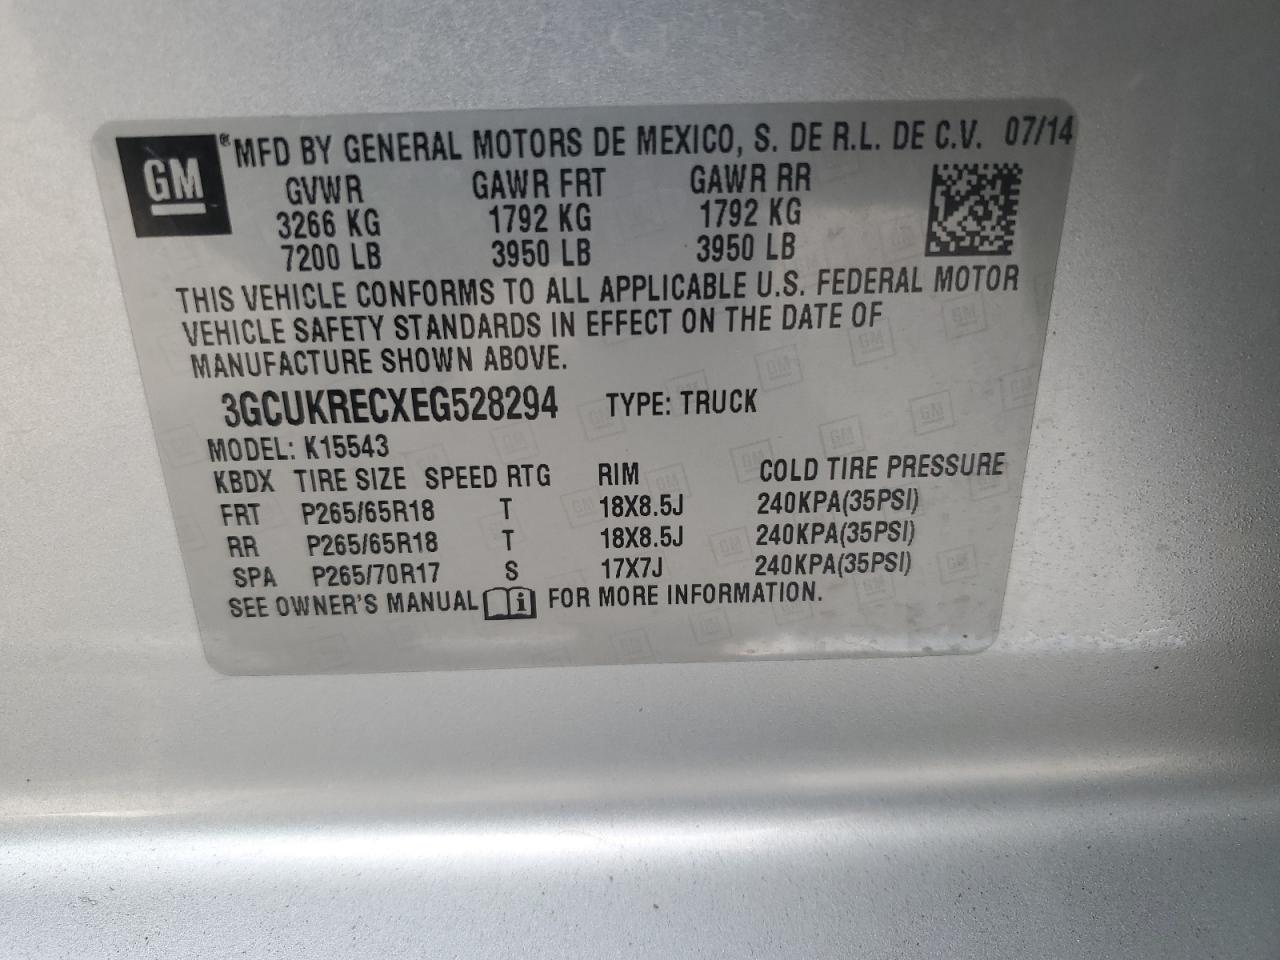 GM ® MFD BY GENERAL MOTORS DE MEXICO, S. DE R.L. DE C.V. 07/14
GVWR GAWR FRT GAWR RR
3266 KG 1792 KG 1792 KG
7200 LB 3950 LB 3950 LB
THIS VEHICLE CONFORMS TO ALL APPLICABLE U.S. FEDERAL MOTOR
VEHICLE SAFETY STANDARDS IN EFFECT ON THE DATE OF
MANUFACTURE SHOWN ABOVE.
3GCUKRECXEG528294 TYPE: TRUCK
MODEL: K15543
KBDX TIRE SIZE SPEED RTG RIM COLD TIRE PRESSURE
FRT P265/65R18 T 18X8.5J 240KPA(35PSI)
RR P265/65R18 T 18X8.5J 240KPA(35PSI)
SPA P265/70R17 S 17X7J 240KPA(35PSI)
SEE OWNER'S MANUAL i FOR MORE INFORMATION.